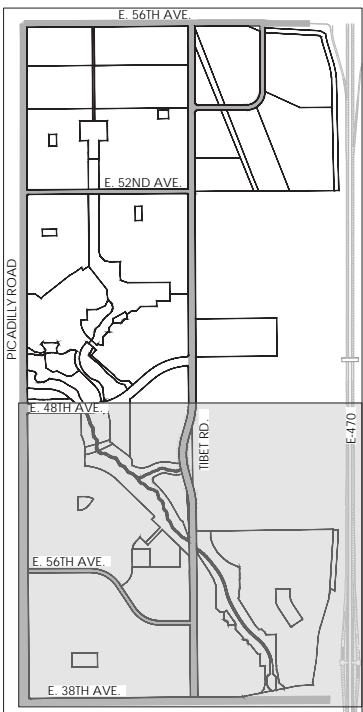 E. 56TH AVE.
E. 52ND AVE.
PICADILLY ROAD
E. 48TH AVE.
TIBET RD.
E-470
E. 56TH AVE.
E. 38TH AVE.